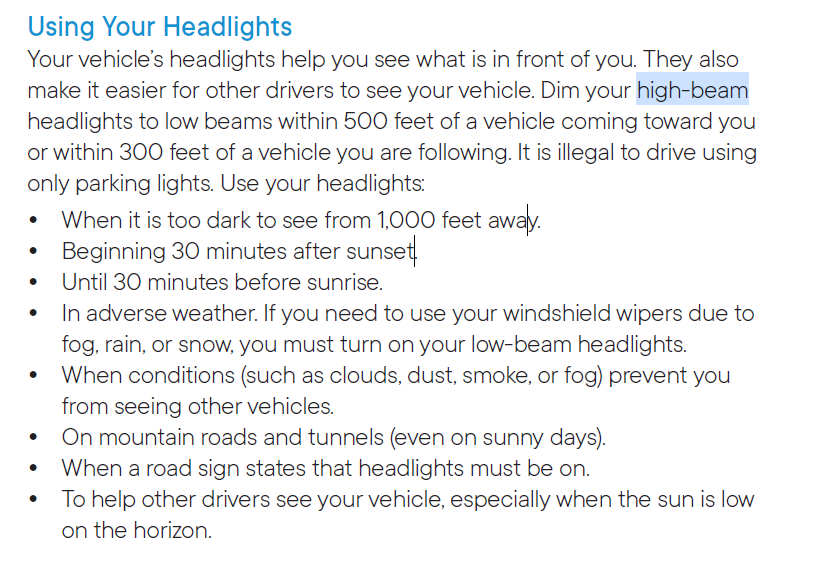 Using Your Headlights
Your vehicle's headlights help you see what is in front of you. They also
make it easier for other drivers to see your vehicle. Dim your high-beam
headlights to low beams within 500 feet of a vehicle coming toward you
or within 300 feet of a vehicle you are following. It is illegal to drive using
only parking lights. Use your headlights:
• When it is too dark to see from 1,000 feet away.
• Beginning 30 minutes after sunset.
• Until 30 minutes before sunrise.
• In adverse weather. If you need to use your windshield wipers due to
fog, rain, or snow, you must turn on your low-beam headlights.
• When conditions (such as clouds, dust, smoke, or fog) prevent you
from seeing other vehicles.
• On mountain roads and tunnels (even on sunny days).
• When a road sign states that headlights must be on.
• To help other drivers see your vehicle, especially when the sun is low
on the horizon.